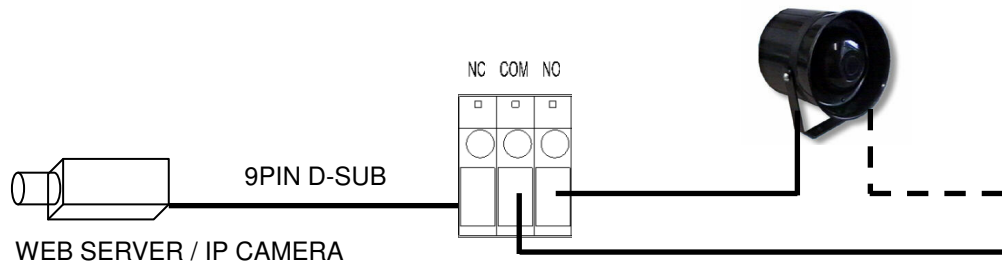 NC COM NO
9PIN D-SUB
WEB SERVER / IP CAMERA